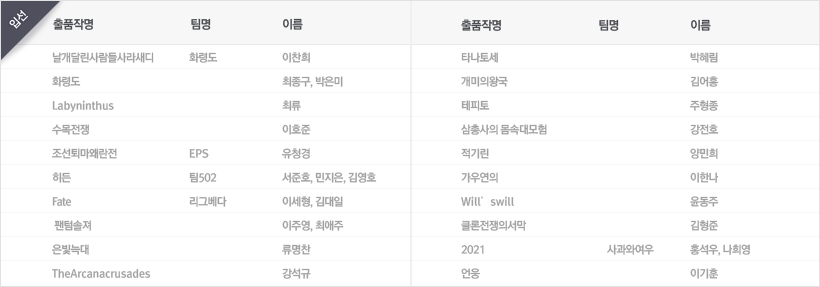 입선
출품작명 팀명 이름 출품작명 팀명 이름
날개달린사람들사라새디 화령도 이찬희 타나토세 박혜림
화령도 최종구, 박은미 개미의왕국 김어흥
Labyninthus 최류 테피토 주형종
수목전쟁 이호준 삼총사의 몸속대모험 강전호
조선퇴마왜란전 EPS 유청경 적기린 양민희
히든 팀502 서준호, 민지은, 김영호 가우연의 이한나
Fate 리그베다 이세형, 김대일 Will’ swill 윤동주
팬텀솔져 이주영, 최애주 클론전쟁의서막 김형준
은빛늑대 류명찬 2021 사과와여우 홍석우, 나희영
TheArcanacrusades 강석규 언웅 이기훈